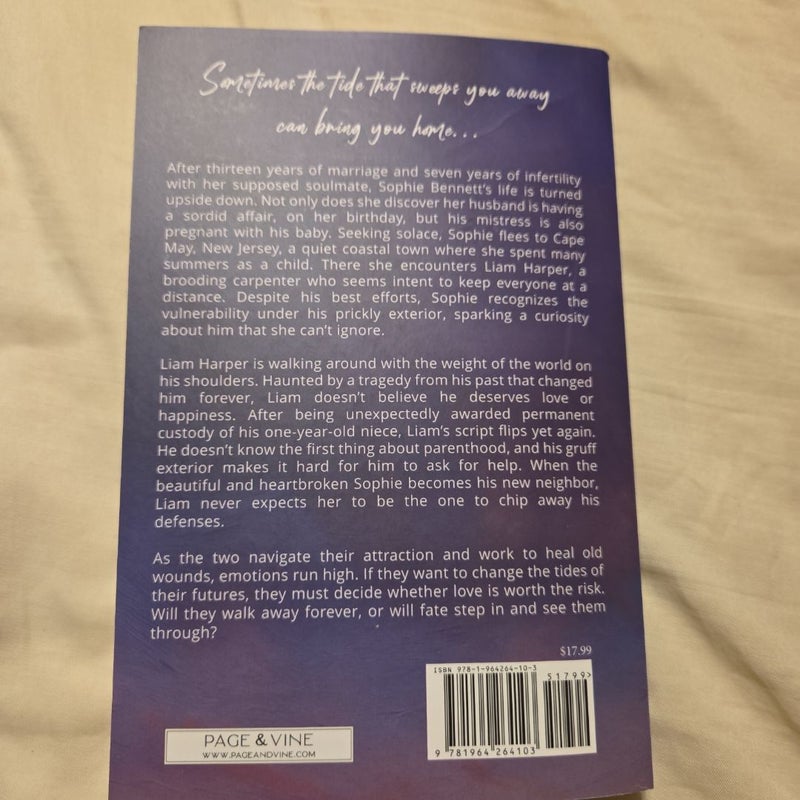 Sometimes the tide that sweeps you away
can bring you home...
After thirteen years of marriage and seven years of infertility
with her supposed soulmate, Sophie Bennett's life is turned
upside down. Not only does she discover her husband is having
a sordid affair, on her birthday, but his mistress is also
pregnant with his baby. Seeking solace, Sophie flees to Cape
May, New Jersey, a quiet coastal town where she spent many
summers as a child. There she encounters Liam Harper, a
brooding carpenter who seems intent to keep everyone at a
distance. Despite his best efforts, Sophie recognizes the
vulnerability under his prickly exterior, sparking a curiosity
about him that she can't ignore.
Liam Harper is walking around with the weight of the world on
his shoulders. Haunted by a tragedy from his past that changed
him forever, Liam doesn't believe he deserves love or
happiness. After being unexpectedly awarded permanent
custody of his one-year-old niece, Liam's script flips yet again.
He doesn't know the first thing about parenthood, and his gruff
exterior makes it hard for him to ask for help. When the
beautiful and heartbroken Sophie becomes his new neighbor,
Liam never expects her to be the one to chip away his
defenses.
As the two navigate their attraction and work to heal old
wounds, emotions run high. If they want to change the tides of
their futures, they must decide whether love is worth the risk.
Will they walk away forever, or will fate step in and see them
through?
$17.99
ISBN 978-1-964264-10-3
51799>
9 781964 264103
PAGE & VINE
WWW.PAGEANDVINE.COM